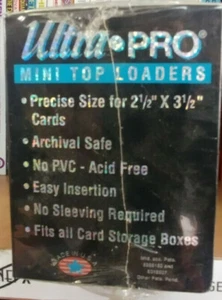 Ultra•PRO®
MINI TOP LOADERS
• Precise Size for 2½" X 3½"
Cards
• Archival Safe
• No PVC - Acid Free
• Easy Insertion
• No Sleeving Required
• Fits all Card Storage Boxes